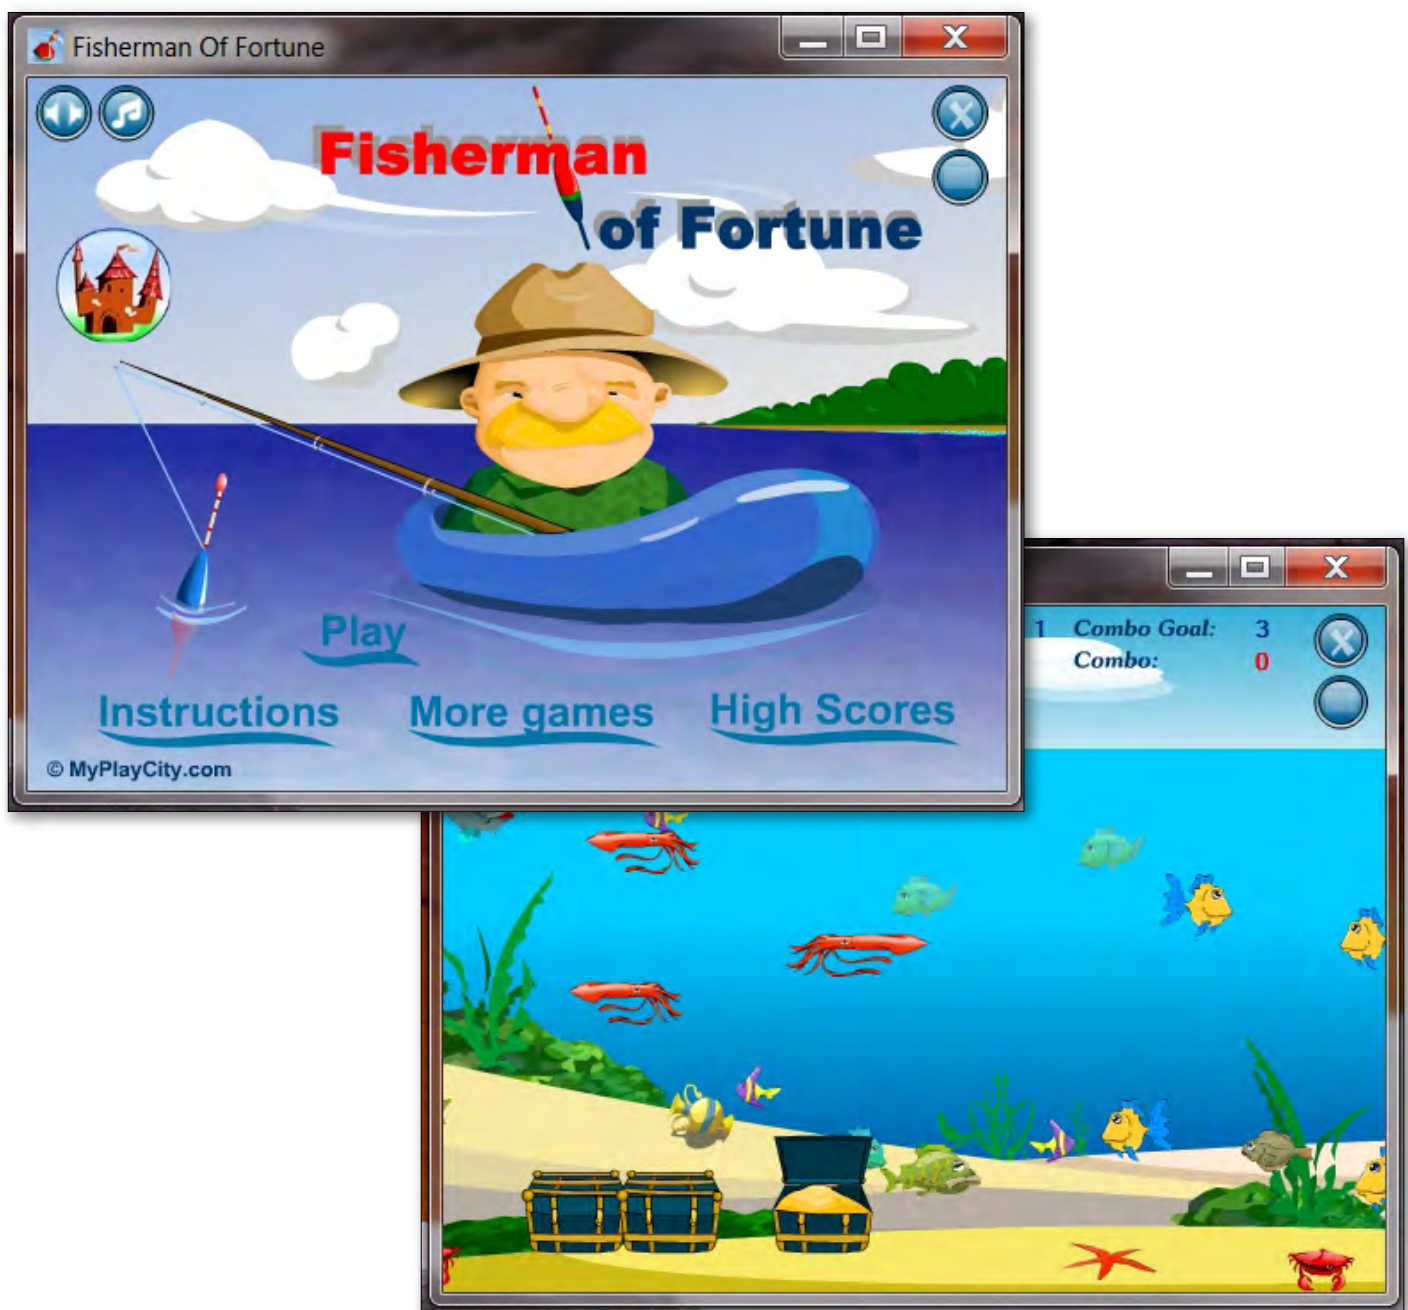 Fisherman Of Fortune
Fisherman
of Fortune
Play
Instructions
More games
High Scores
© MyPlayCity.com
1 Combo Goal: 3
Combo: 0